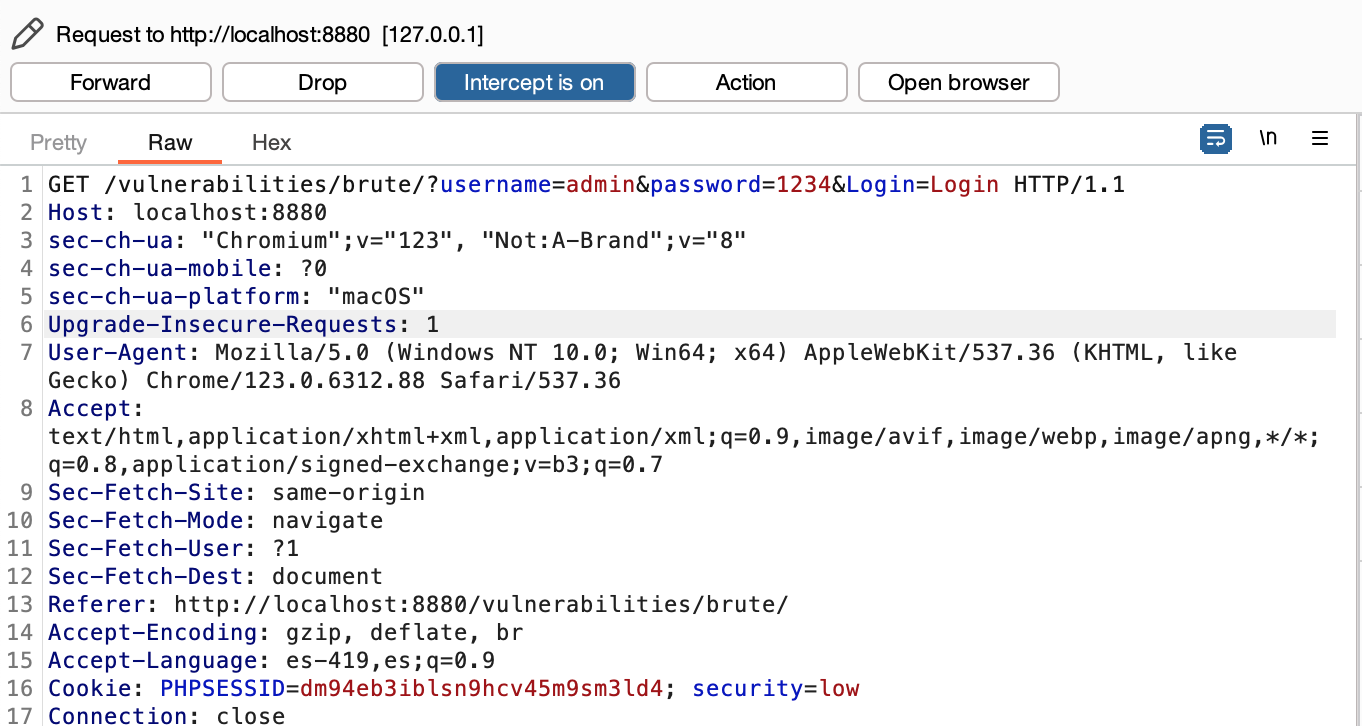 Request to http://localhost:8880 [127.0.0.1]
Forward Drop Intercept is on Action Open browser
Pretty Raw Hex \n
1 GET /vulnerabilities/brute/?username=admin&password=1234&Login=Login HTTP/1.1
2 Host: localhost:8880
3 sec-ch-ua: "Chromium";v="123", "Not:A-Brand";v="8"
4 sec-ch-ua-mobile: ?0
5 sec-ch-ua-platform: "macOS"
6 Upgrade-Insecure-Requests: 1
7 User-Agent: Mozilla/5.0 (Windows NT 10.0; Win64; x64) AppleWebKit/537.36 (KHTML, like
Gecko) Chrome/123.0.6312.88 Safari/537.36
8 Accept:
text/html,application/xhtml+xml,application/xml;q=0.9,image/avif,image/webp,image/apng,*/*;
q=0.8,application/signed-exchange;v=b3;q=0.7
9 Sec-Fetch-Site: same-origin
10 Sec-Fetch-Mode: navigate
11 Sec-Fetch-User: ?1
12 Sec-Fetch-Dest: document
13 Referer: http://localhost:8880/vulnerabilities/brute/
14 Accept-Encoding: gzip, deflate, br
15 Accept-Language: es-419,es;q=0.9
16 Cookie: PHPSESSID=dm94eb3iblsn9hcv45m9sm3ld4; security=low
17 Connection: close